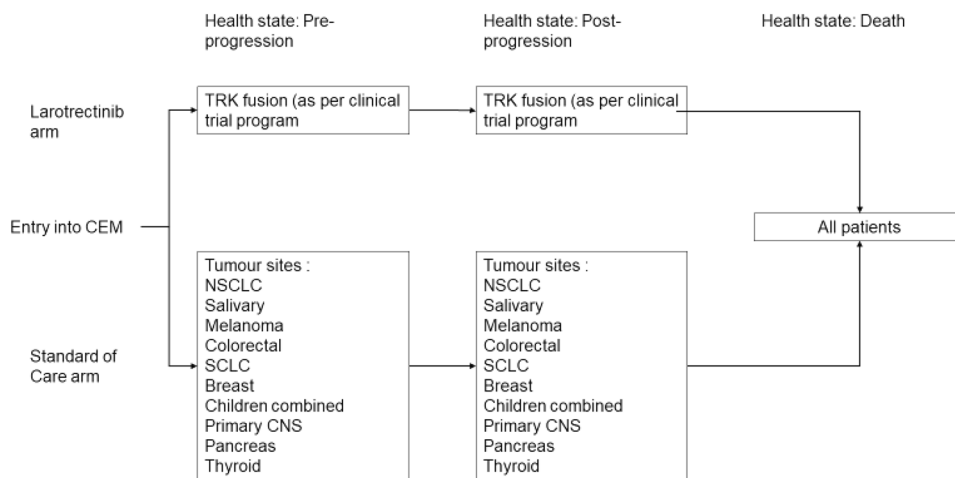 Health state: Pre-
progression
Health state: Post-
progression
Health state: Death
Larotrectinib
arm
TRK fusion (as per clinical
trial program
TRK fusion (as per clinical
trial program
Entry into CEM
All patients
Standard of
Care arm
Tumour sites :
NSCLC
Salivary
Melanoma
Colorectal
SCLC
Breast
Children combined
Primary CNS
Pancreas
Thyroid
Tumour sites :
NSCLC
Salivary
Melanoma
Colorectal
SCLC
Breast
Children combined
Primary CNS
Pancreas
Thyroid